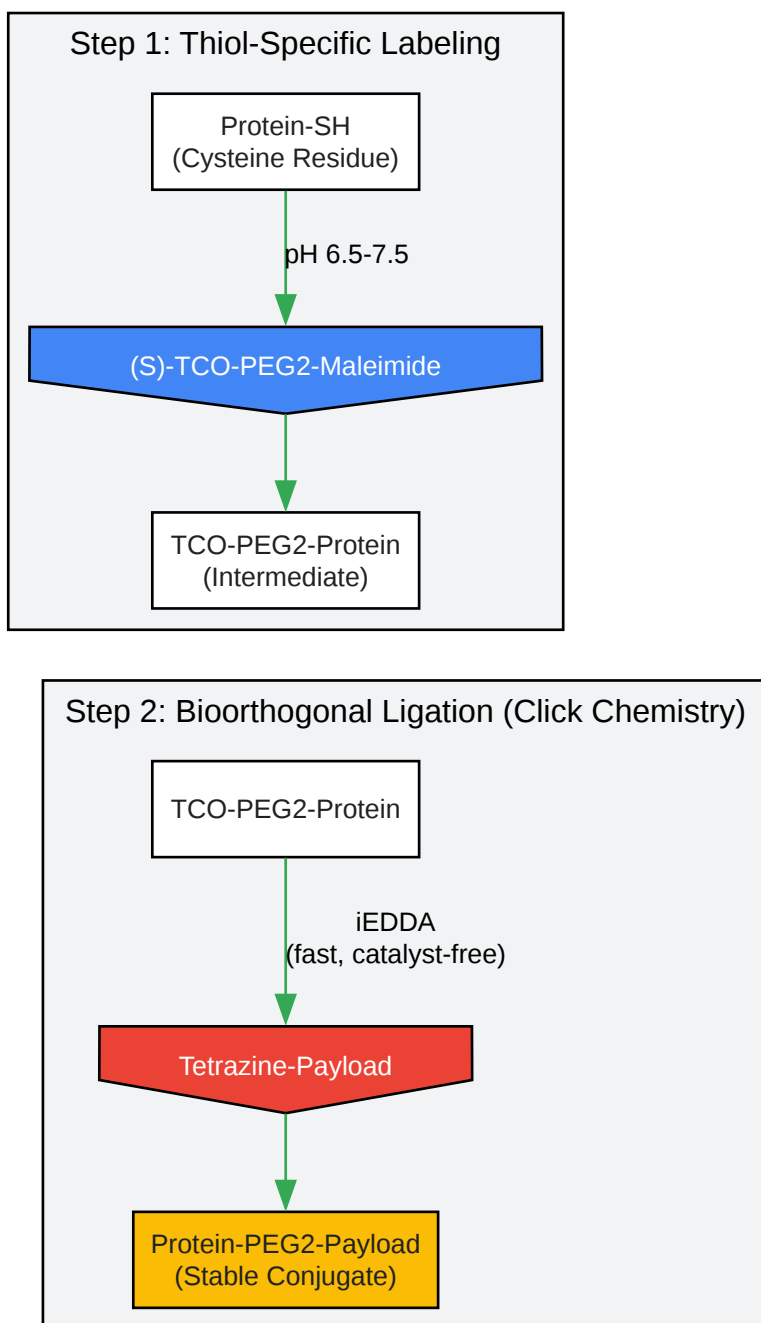 Step 1: Thiol-Specific Labeling
Protein-SH
(Cysteine Residue)
pH 6.5-7.5
(S)-TCO-PEG2-Maleimide
TCO-PEG2-Protein
(Intermediate)
Step 2: Bioorthogonal Ligation (Click Chemistry)
TCO-PEG2-Protein
iEDDA
(fast, catalyst-free)
Tetrazine-Payload
Protein-PEG2-Payload
(Stable Conjugate)